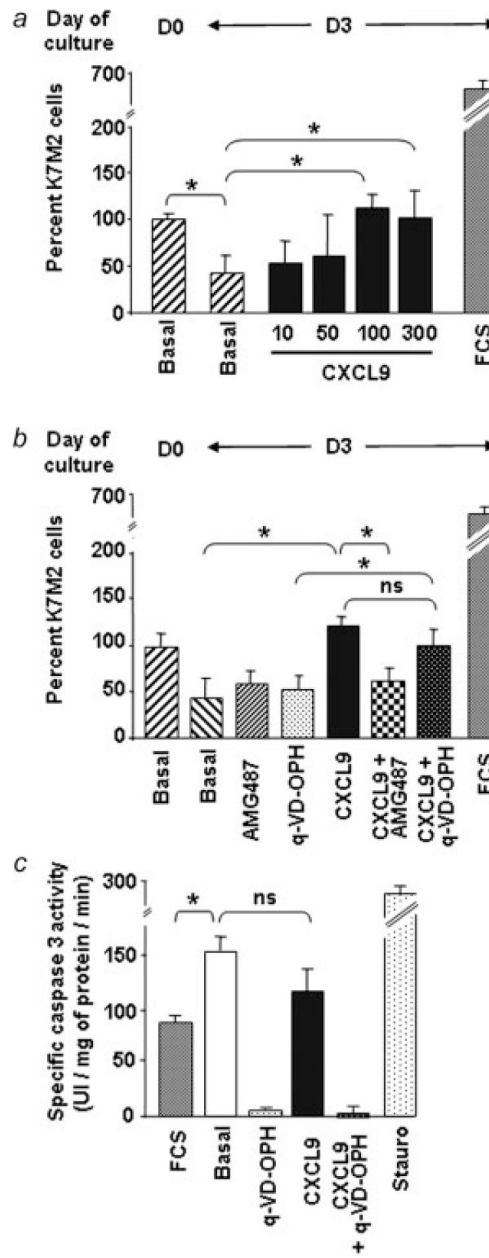 a Day of culture D0 D3
Percent K7M2 cells
700
200
150
100
50
0
* * *
Basal Basal 10 50 100 300 FCS
CXCL9
b Day of culture D0 D3
Percent K7M2 cells
700
200
150
100
50
0
* * * ns
Basal Basal AMG487 q-VD-OPH CXCL9 CXCL9 + AMG487 CXCL9 + q-VD-OPH FCS
c
Specific caspase 3 activity
(UI / mg of protein / min)
300
150
100
50
0
* ns
FCS Basal q-VD-OPH CXCL9 CXCL9 + q-VD-OPH Stauro